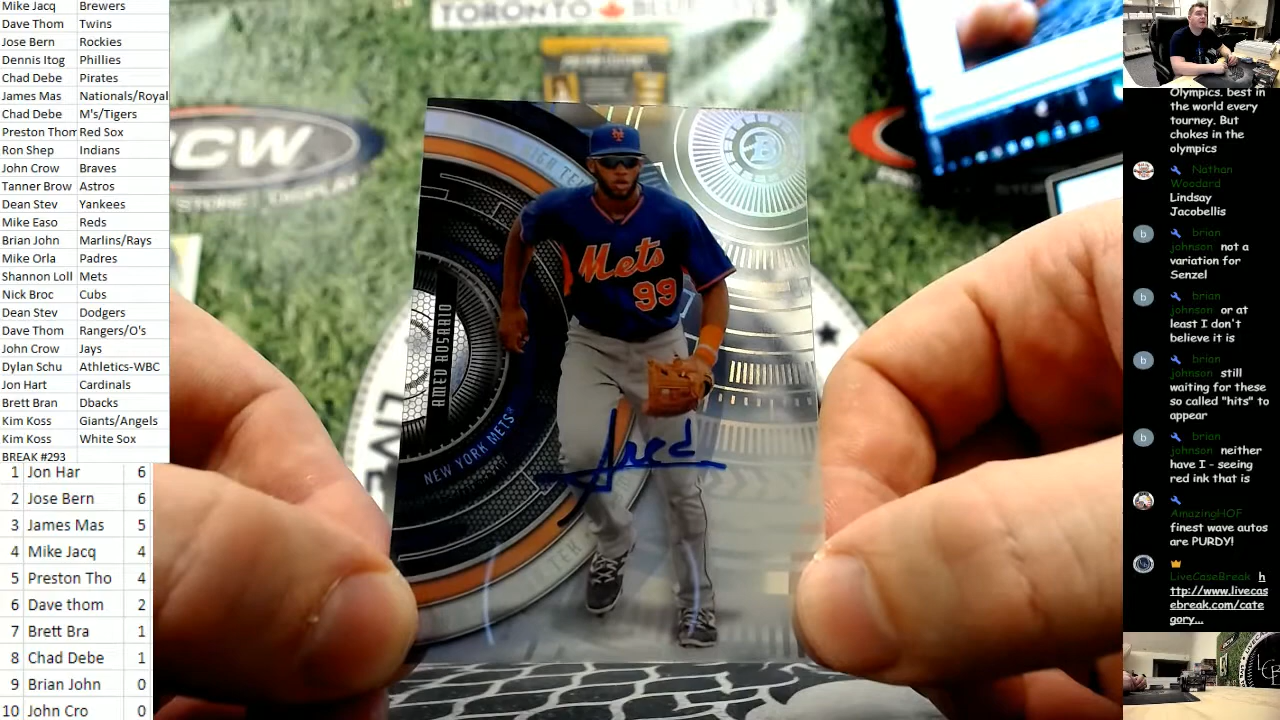 Mike Jacq Brewers
Dave Thom Twins
Jose Bern Rockies
Dennis Itog Phillies
Chad Debe Pirates
James Mas Nationals/Royal
Chad Debe M's/Tigers
Preston Thom Red Sox
Ron Shep Indians
John Crow Braves
Tanner Brow Astros
Dean Stev Yankees
Mike Easo Reds
Brian John Marlins/Rays
Mike Orla Padres
Shannon Loll Mets
Nick Broc Cubs
Dean Stev Dodgers
Dave Thom Rangers/O's
John Crow Jays
Dylan Schu Athletics-WBC
Jon Hart Cardinals
Brett Bran Dbacks
Kim Koss Giants/Angels
Kim Koss White Sox
BREAK #293
1 Jon Har 6
2 Jose Bern 6
3 James Mas 5
4 Mike Jacq 4
5 Preston Tho 4
6 Dave thom 2
7 Brett Bra 1
8 Chad Debe 1
9 Brian John 0
10 John Cro 0
TORONTO BLUE JAYS
CW
HIGH TEK
B
Mets
99
AMED ROSARIO
NEW YORK METS
TEK
LIVE
Olympics. best in
the world every
tourney. But
chokes in the
olympics
Nathan
Woodard
Lindsay
Jacobellis
brian
johnson not a
variation for
Senzel
brian
johnson or at
least I don't
believe it is
brian
johnson still
waiting for these
so called "hits" to
appear
brian
johnson neither
have I - seeing
red ink that is
AmazingHOF
finest wave autos
are PURDY!
LiveCaseBreak h
ttp://www.livecas
ebreak.com/cate
gory...